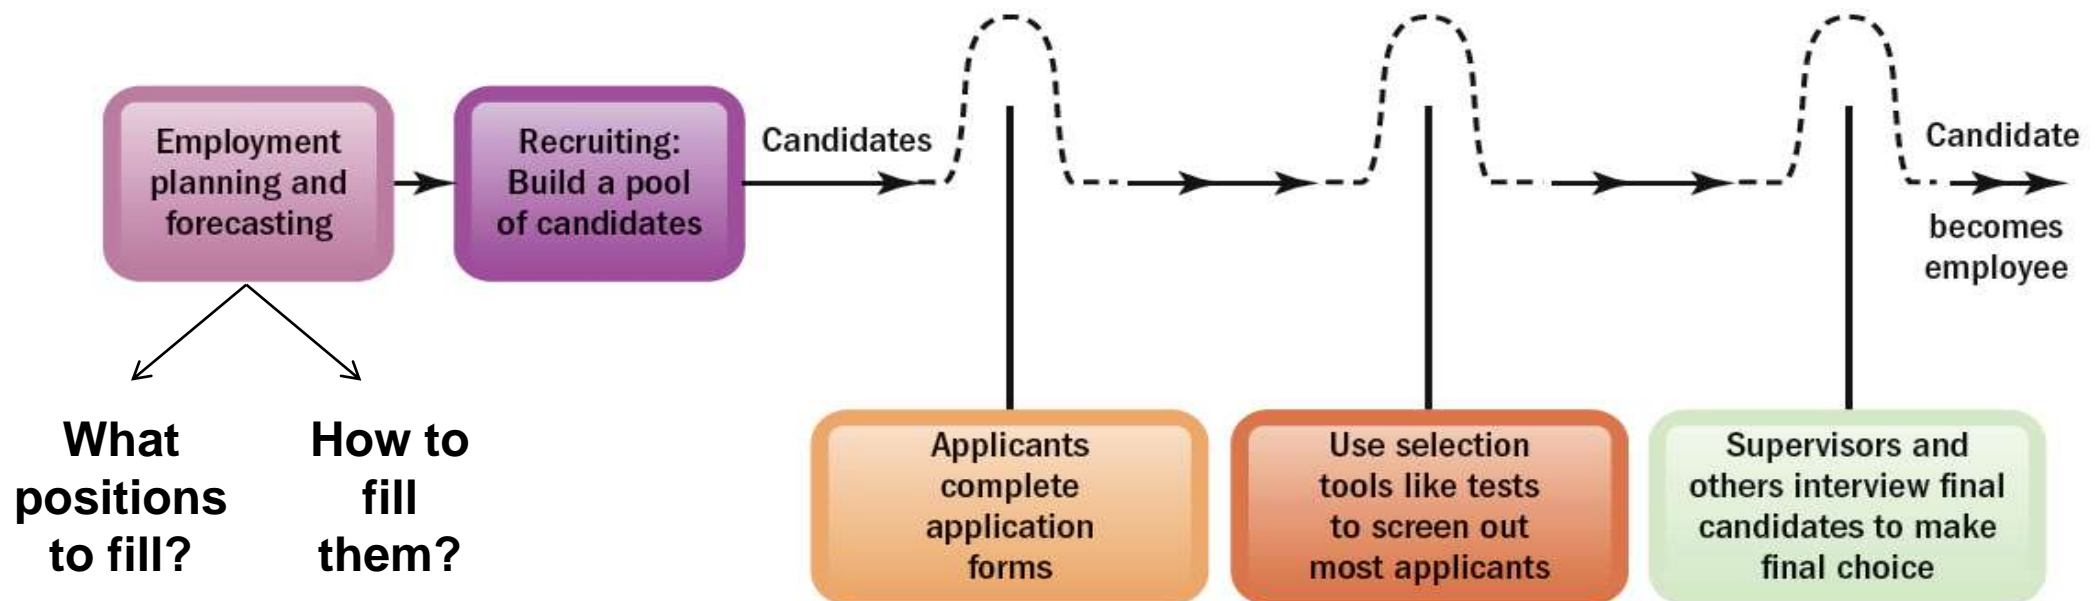 Employment
planning and
forecasting
Recruiting:
Build a pool
of candidates
Candidates
Candidate
becomes
employee
What
positions
to fill?
How to
fill
them?
Applicants
complete
application
forms
Use selection
tools like tests
to screen out
most applicants
Supervisors and
others interview final
candidates to make
final choice